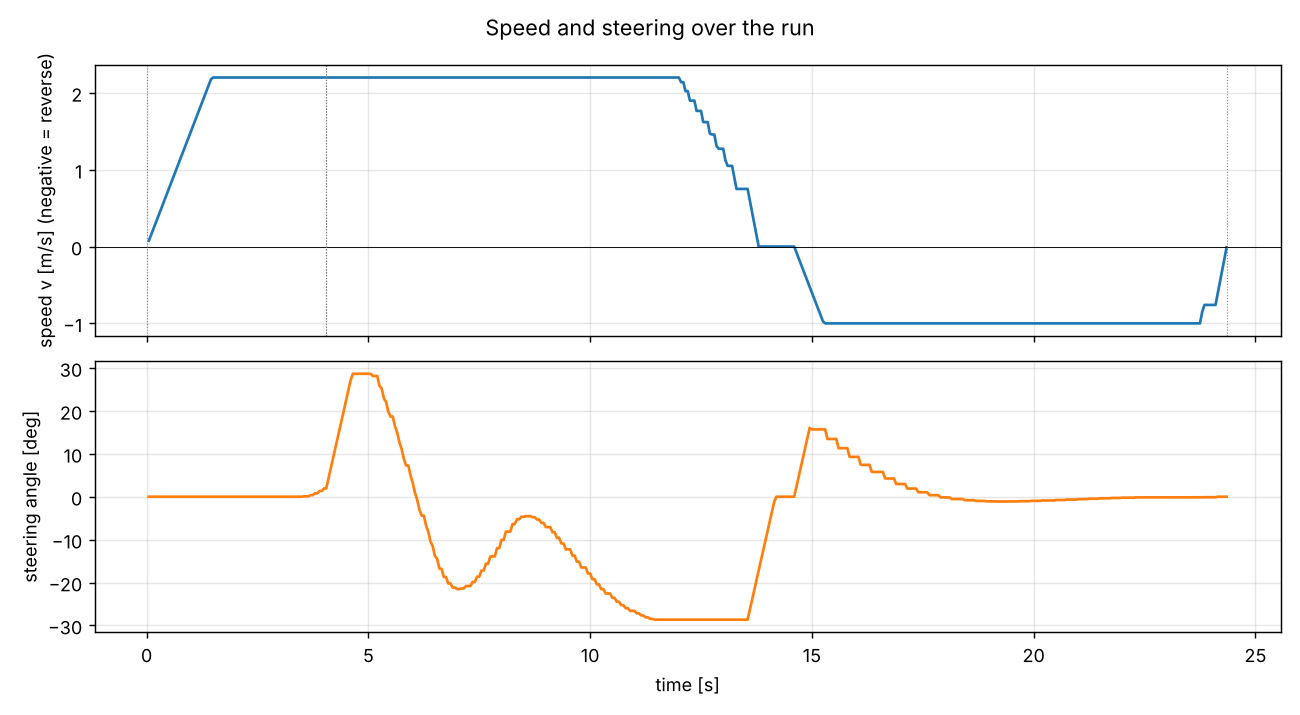 Speed and steering over the run
speed v [m/s] (negative = reverse)
2
1
0
−1
steering angle [deg]
30
20
10
0
−10
−20
−30
0 5 10 15 20 25
time [s]